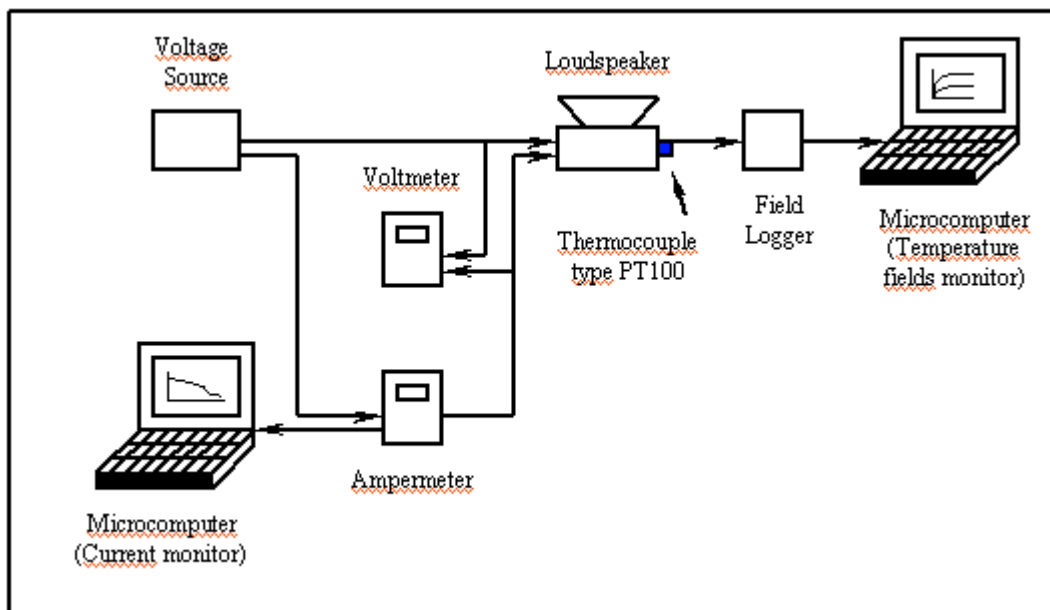 Voltage
Source
Loudspeaker
Voltmeter
Thermocouple
type PT100
Field
Logger
Microcomputer
(Temperature
fields monitor)
Ampermeter
Microcomputer
(Current monitor)